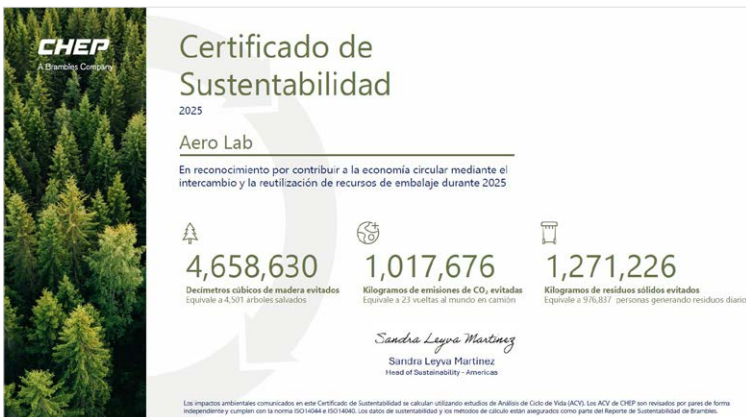 CHEP
A Brambles Company
Certificado de
Sustentabilidad
2025
Aero Lab
En reconocimiento por contribuir a la economía circular mediante el
intercambio y la reutilización de recursos de embalaje durante 2025
4,658,630
Decímetros cúbicos de madera evitados
Equivale a 4,501 arboles salvados
1,017,676
Kilogramos de emisiones de CO₂ evitadas
Equivale a 23 vueltas al mundo en camión
1,271,226
Kilogramos de residuos sólidos evitados
Equivale a 976,837 personas generando residuos diario
Sandra Leyva Martinez
Sandra Leyva Martinez
Head of Sustainability - Americas
Los impactos ambientales comunicados en este Certificado de Sustentabilidad se calculan utilizando estudios de Análisis de Ciclo de Vida (ACV). Los ACV de CHEP son revisados por pares de forma
independiente y cumplen con la norma ISO14044 e ISO14040. Los datos de sustentabilidad y los métodos de cálculo están asegurados como parte del Reporte de Sustentabilidad de Brambles.